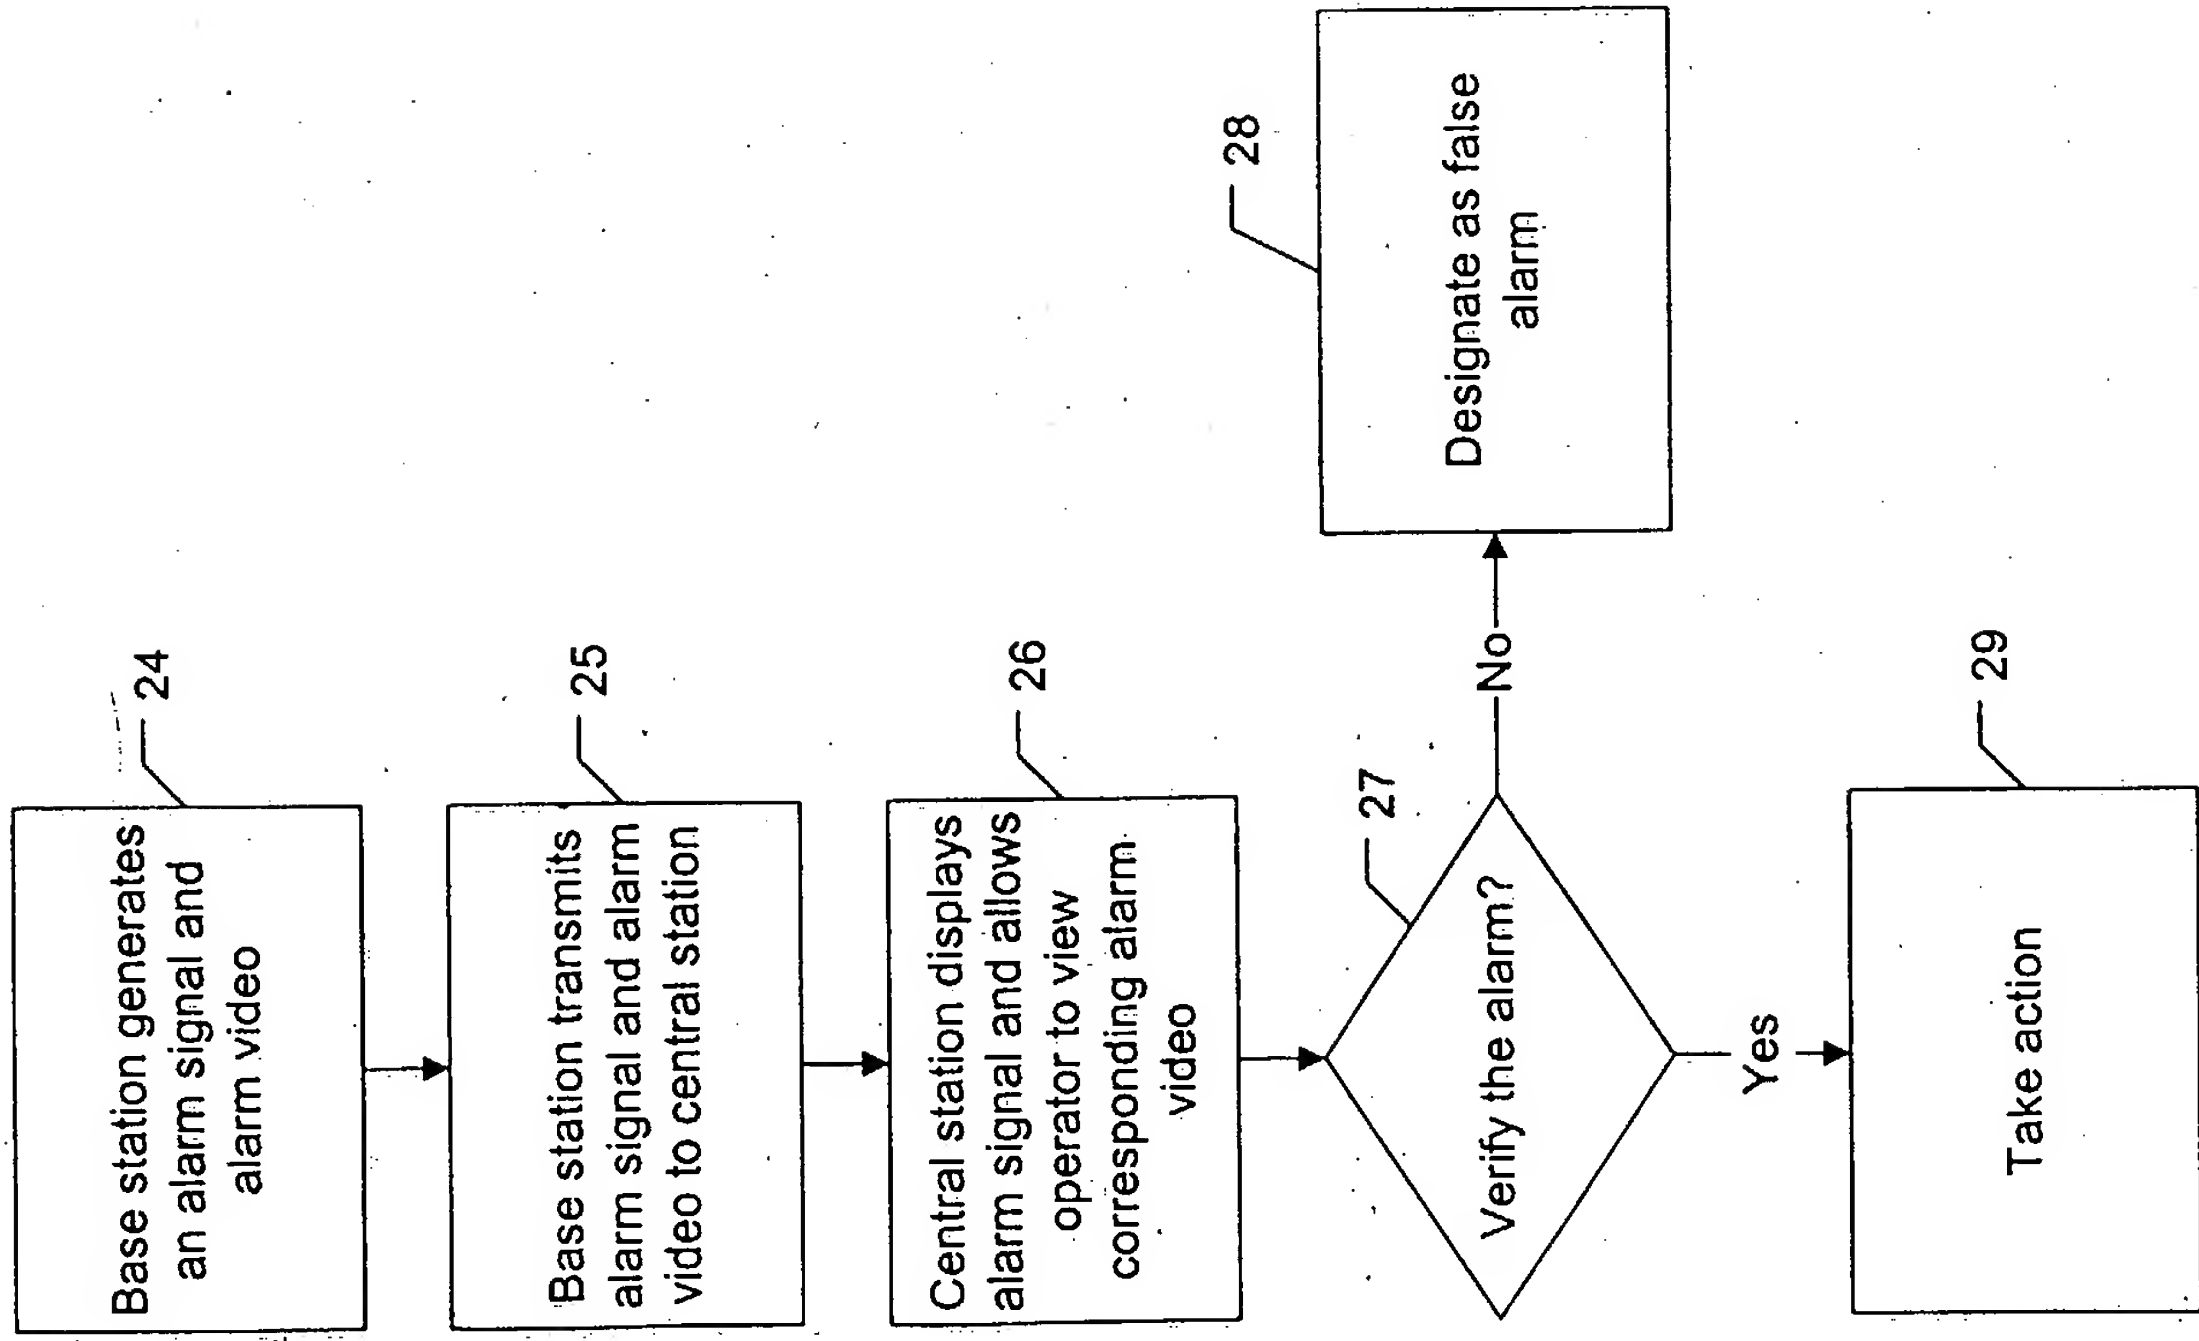 Base station generates
an alarm signal and
alarm video
24
Base station transmits
alarm signal and alarm
video to central station
25
Central station displays
alarm signal and allows
operator to view
corresponding alarm
video
26
Verify the alarm?
27
No
Designate as false
alarm
28
Yes
Take action
29